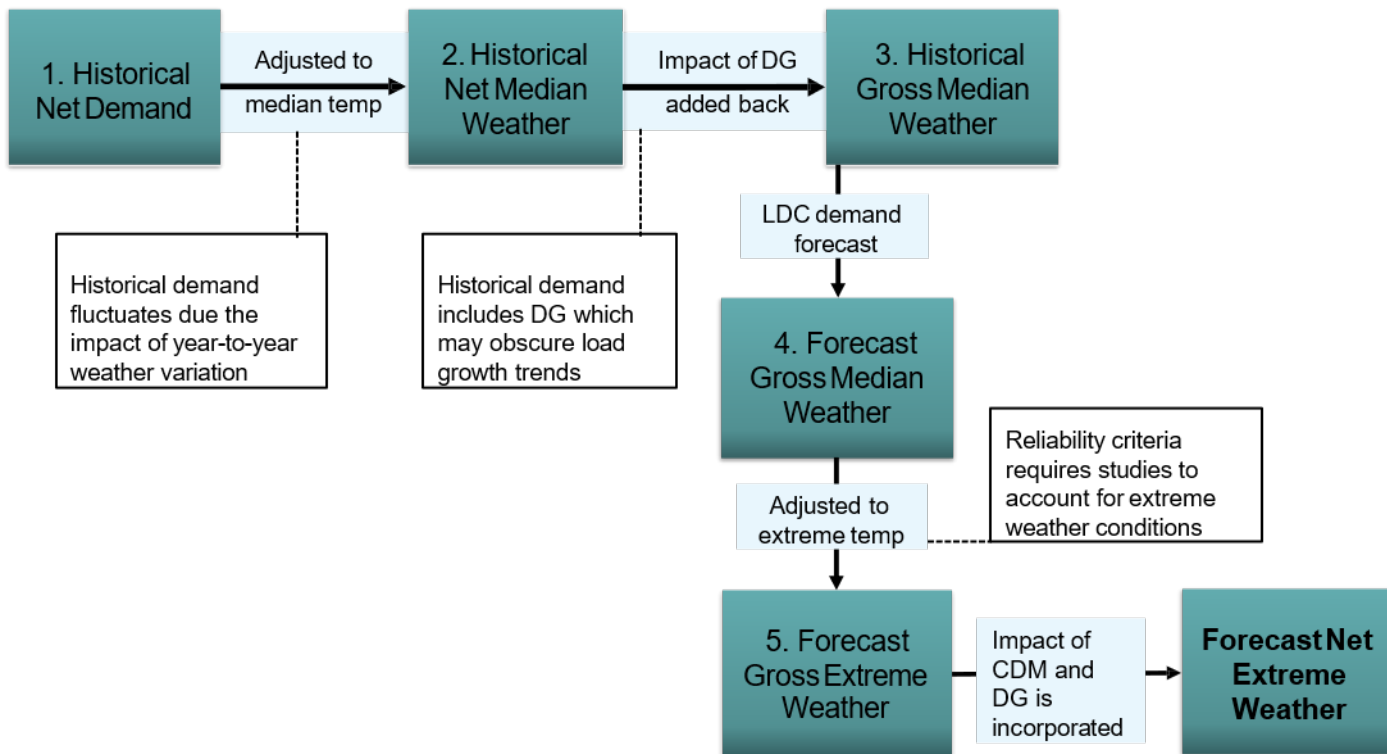 1. Historical
Net Demand
Adjusted to
median temp
2. Historical
Net Median
Weather
Impact of DG
added back
3. Historical
Gross Median
Weather
Historical demand
fluctuates due the
impact of year-to-year
weather variation
Historical demand
includes DG which
may obscure load
growth trends
LDC demand
forecast
4. Forecast
Gross Median
Weather
Reliability criteria
requires studies to
account for extreme
weather conditions
Adjusted to
extreme temp
5. Forecast
Gross Extreme
Weather
Impact of
CDM and
DG is
incorporated
Forecast Net
Extreme
Weather